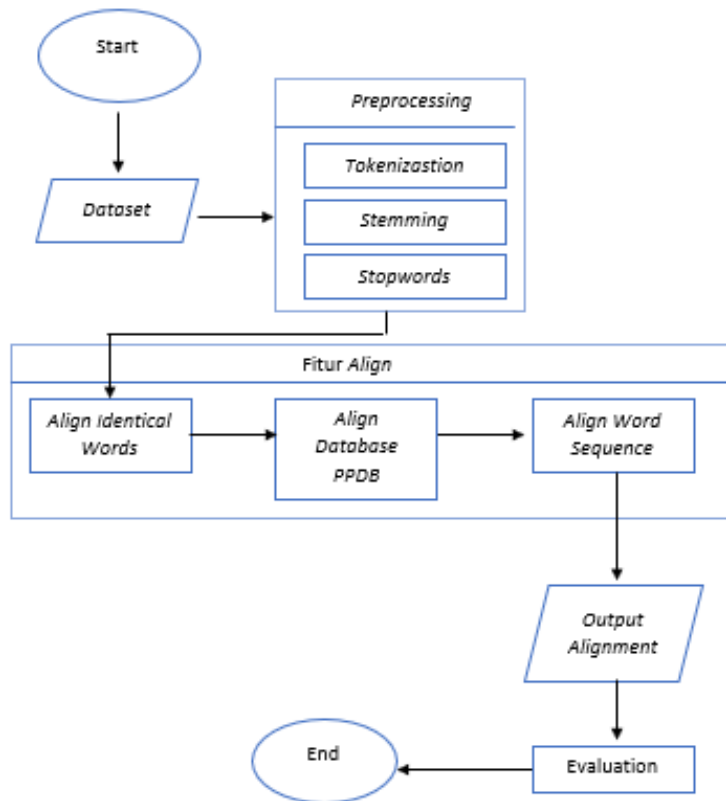 Start
Preprocessing
Tokenizastion
Dataset
Stemming
Stopwords
Fitur Align
Align Identical
Words
Align
Database
PPDB
Align Word
Sequence
Output
Alignment
End
Evaluation